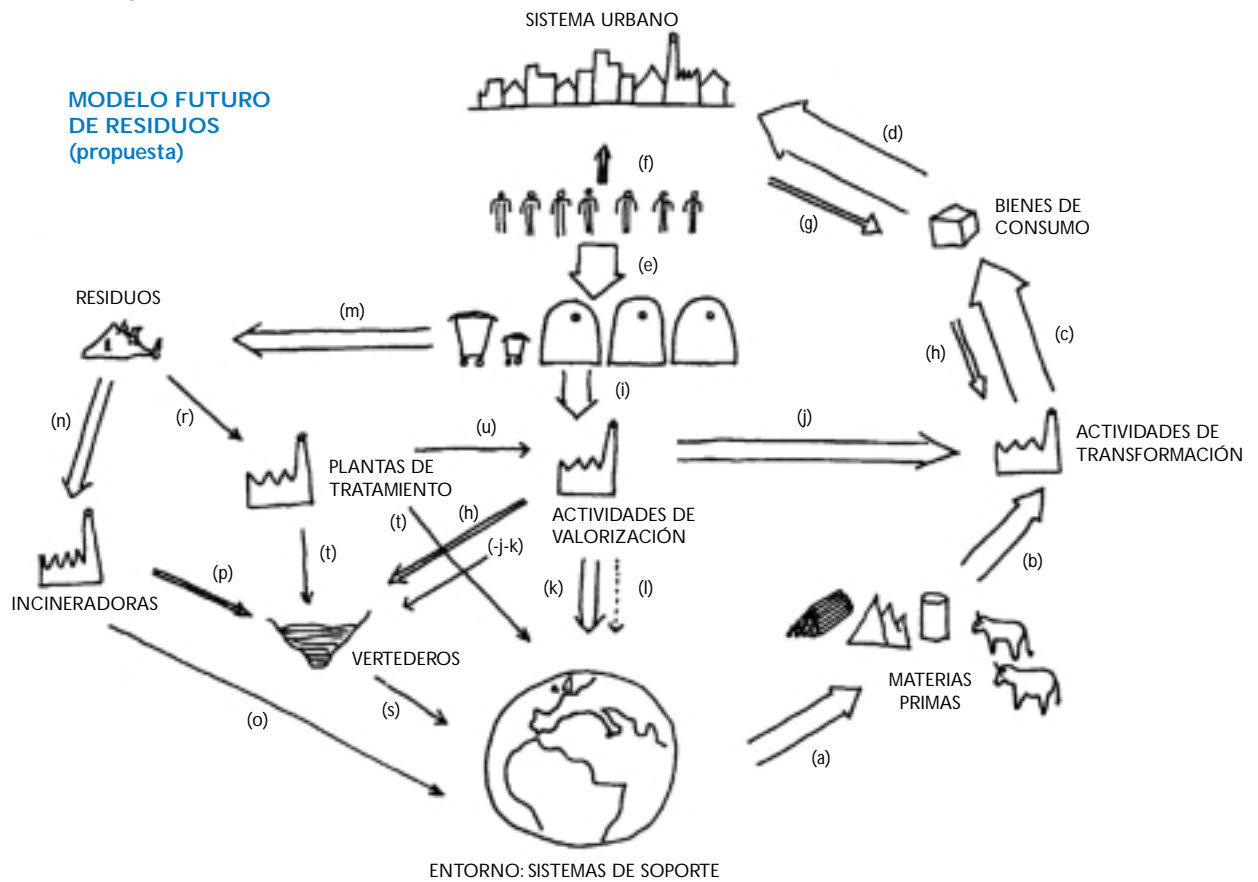 SISTEMA URBANO
MODELO FUTURO
DE RESIDUOS
(propuesta)
(d)
(f)
(g)
BIENES DE
CONSUMO
(e)
RESIDUOS
(m)
(c)
(h)
(i)
(n)
(r)
(u)
(j)
ACTIVIDADES DE
TRANSFORMACIÓN
PLANTAS DE
TRATAMIENTO
(h)
(t)
ACTIVIDADES DE
VALORIZACIÓN
(t)
(-j-k)
(b)
(p)
(k)
(l)
INCINERADORAS
VERTEDEROS
MATERIAS
PRIMAS
(s)
(o)
(a)
ENTORNO: SISTEMAS DE SOPORTE